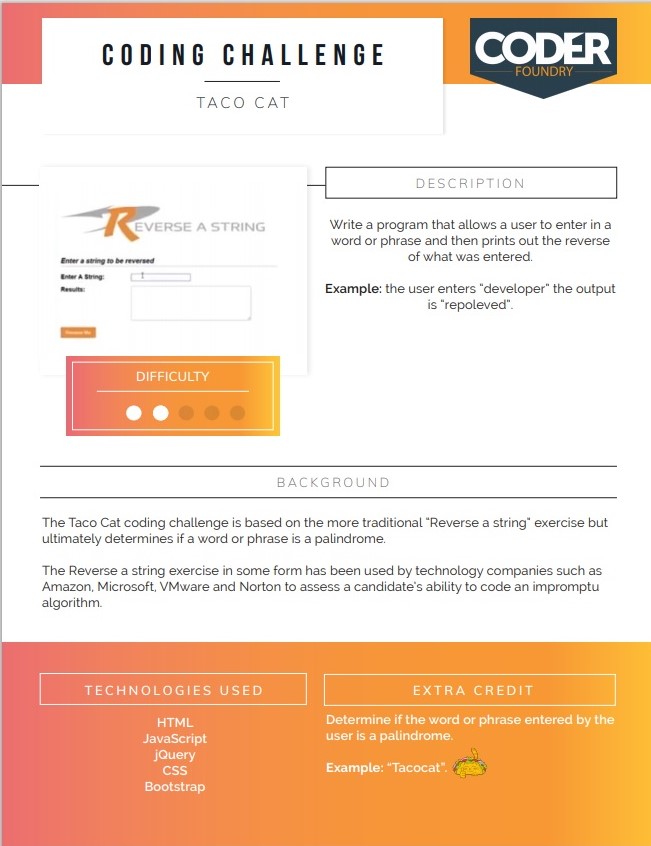 CODING CHALLENGE
TACO CAT
CODER
FOUNDRY
REVERSE A STRING
Enter a string to be reversed
Enter A String:
Results:
DIFFICULTY
DESCRIPTION
Write a program that allows a user to enter in a
word or phrase and then prints out the reverse
of what was entered.
Example: the user enters “developer” the output
is “repoleved”.
BACKGROUND
The Taco Cat coding challenge is based on the more traditional “Reverse a string” exercise but
ultimately determines if a word or phrase is a palindrome.
The Reverse a string exercise in some form has been used by technology companies such as
Amazon, Microsoft, VMware and Norton to assess a candidate’s ability to code an impromptu
algorithm.
TECHNOLOGIES USED
HTML
JavaScript
jQuery
CSS
Bootstrap
EXTRA CREDIT
Determine if the word or phrase entered by the
user is a palindrome.
Example: “Tacocat”.